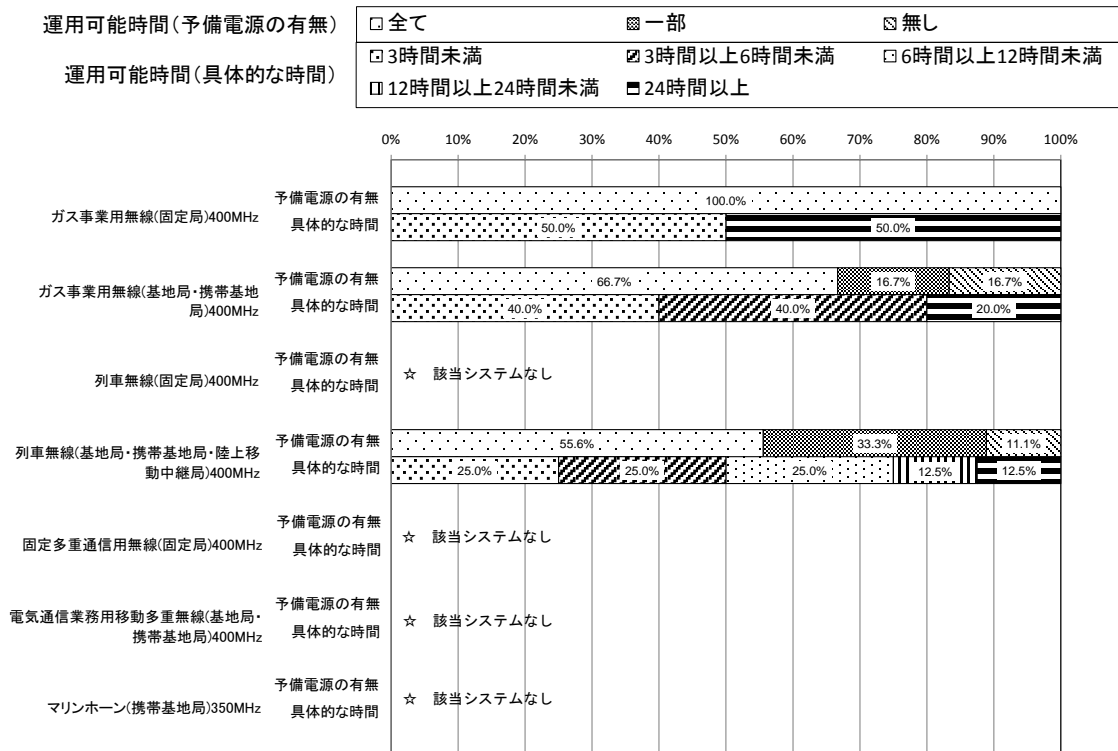 運用可能時間(予備電源の有無)
全て 一部 無し
運用可能時間(具体的な時間)
3時間未満 3時間以上6時間未満 6時間以上12時間未満
12時間以上24時間未満 24時間以上
0% 10% 20% 30% 40% 50% 60% 70% 80% 90% 100%
ガス事業用無線(固定局)400MHz
予備電源の有無
100.0%
具体的な時間
50.0% 50.0%
ガス事業用無線(基地局・携帯基地
局)400MHz
予備電源の有無
66.7% 16.7% 16.7%
具体的な時間
40.0% 40.0% 20.0%
列車無線(固定局)400MHz
予備電源の有無
具体的な時間
☆ 該当システムなし
列車無線(基地局・携帯基地局・陸上移
動中継局)400MHz
予備電源の有無
55.6% 33.3% 11.1%
具体的な時間
25.0% 25.0% 25.0% 12.5% 12.5%
固定多重通信用無線(固定局)400MHz
予備電源の有無
具体的な時間
☆ 該当システムなし
電気通信業務用移動多重無線(基地局・
携帯基地局)400MHz
予備電源の有無
具体的な時間
☆ 該当システムなし
マリンホーン(携帯基地局)350MHz
予備電源の有無
具体的な時間
☆ 該当システムなし